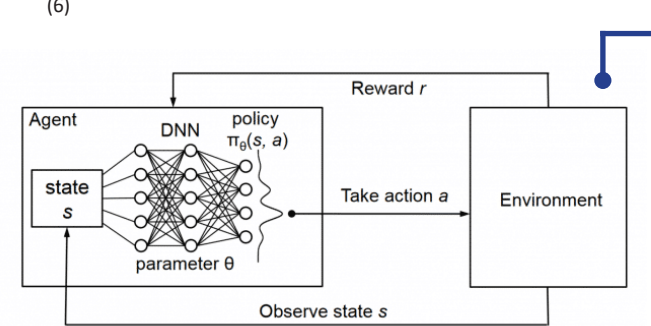 (6)
Reward r
Agent
DNN
policy
πθ(s, a)
state
s
Take action a
Environment
parameter θ
Observe state s